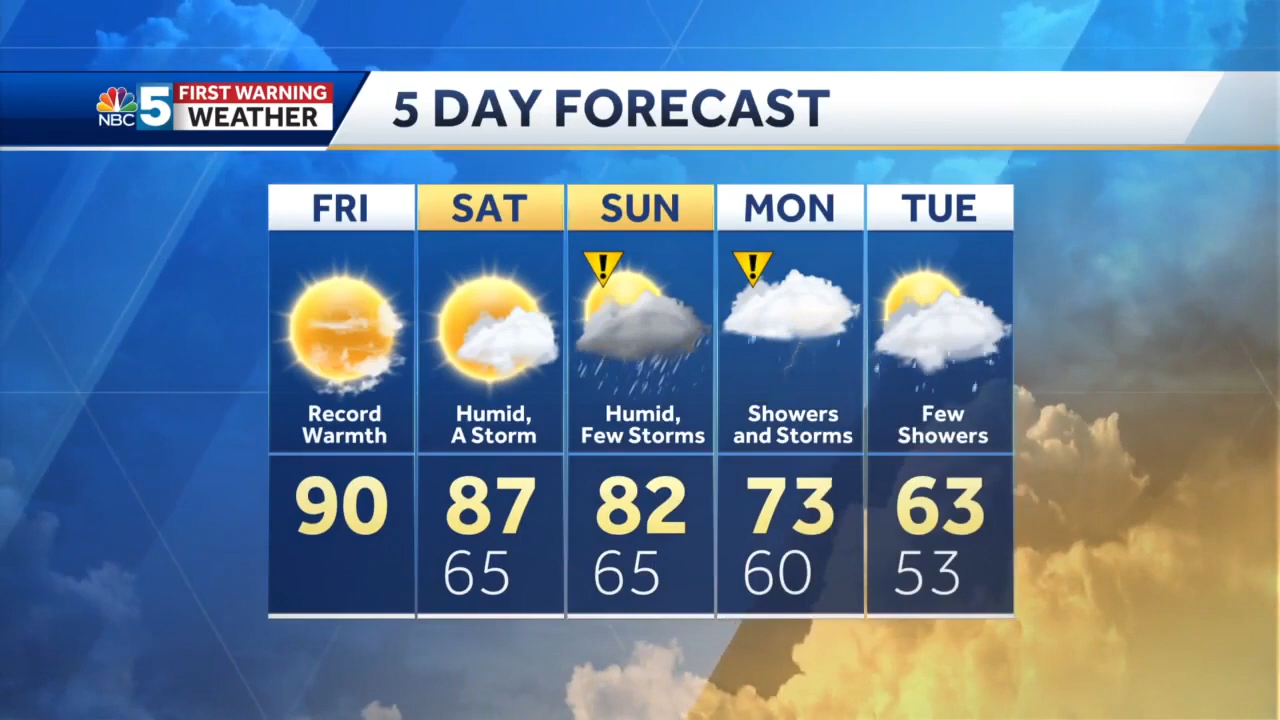 NBC 5 FIRST WARNING
WEATHER
5 DAY FORECAST
FRI SAT SUN MON TUE
! !
Record Warmth
Humid, A Storm
Humid, Few Storms
Showers and Storms
Few Showers
90 87 82 73 63
65 65 60 53